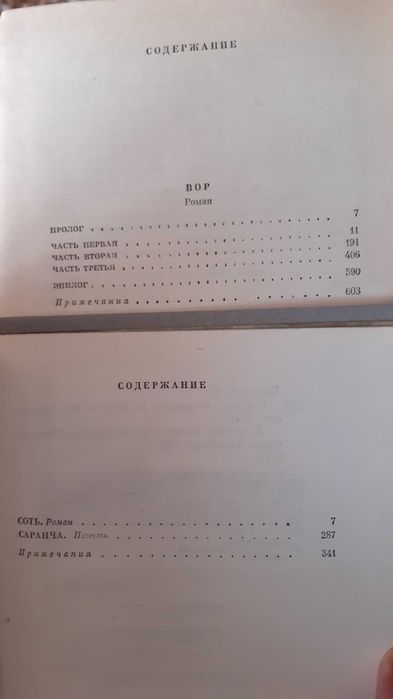 СОДЕРЖАНИЕ
ВОР
Роман
ПРОЛОГ . . . . . . . . . . 7
ЧАСТЬ ПЕРВАЯ . . . . . . . . . . 11
ЧАСТЬ ВТОРАЯ . . . . . . . . . . 191
ЧАСТЬ ТРЕТЬЯ . . . . . . . . . . 406
ЭПИЛОГ . . . . . . . . . . 590
Примечания . . . . . . . . . . 603
СОДЕРЖАНИЕ
СОТЬ. Роман . . . . . . . . . . 7
САРАНЧА. Повесть . . . . . . . . . . 287
Примечания . . . . . . . . . . 341